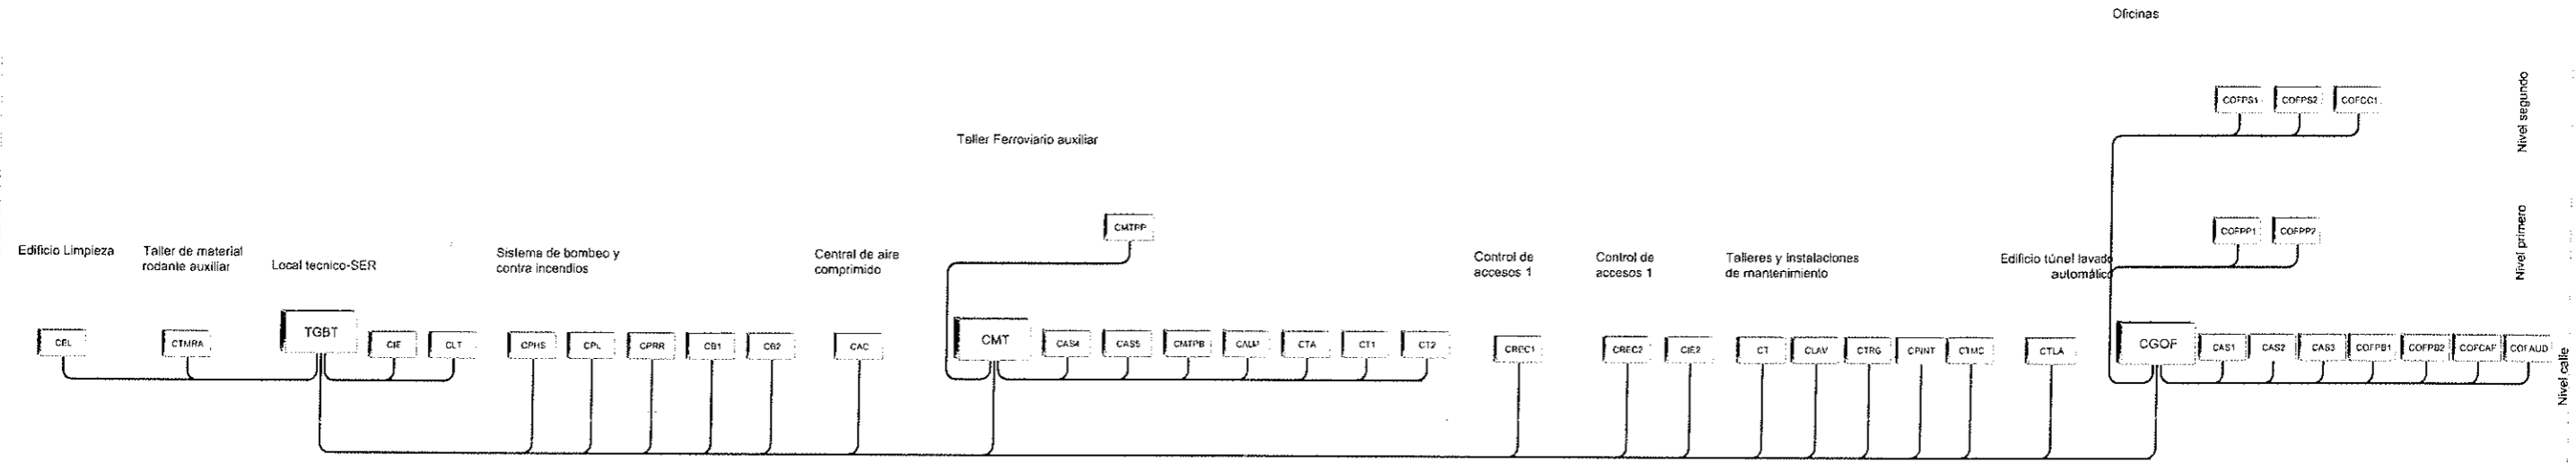 Oficinas
Nivel segundo
COFPS1
COFPS2
COFCC1
Taller Ferroviario auxiliar
Nivel primero
CMTPP
COFPP1
COFPP2
Edificio Limpieza
Taller de material
rodante auxiliar
Local tecnico-SER
Sistema de bombeo y
contra incendios
Central de aire
comprimido
Control de
accesos 1
Control de
accesos 1
Talleres y instalaciones
de mantenimiento
Edificio túnel lavado
automático
CEL
CTMRA
TGBT
CIE
CLT
CPHS
CPL
CPRR
CB1
CB2
CAC
CMT
CAS4
CAS5
CMTPB
CALM
CTA
CT1
CT2
CREC1
CREC2
CIE2
CT
CLAV
CTRG
CPINT
CTMC
CTLA
CGOF
CAS1
CAS2
CAS3
COFPB1
COFPB2
COFCAF
COFAUD
Nivel calle